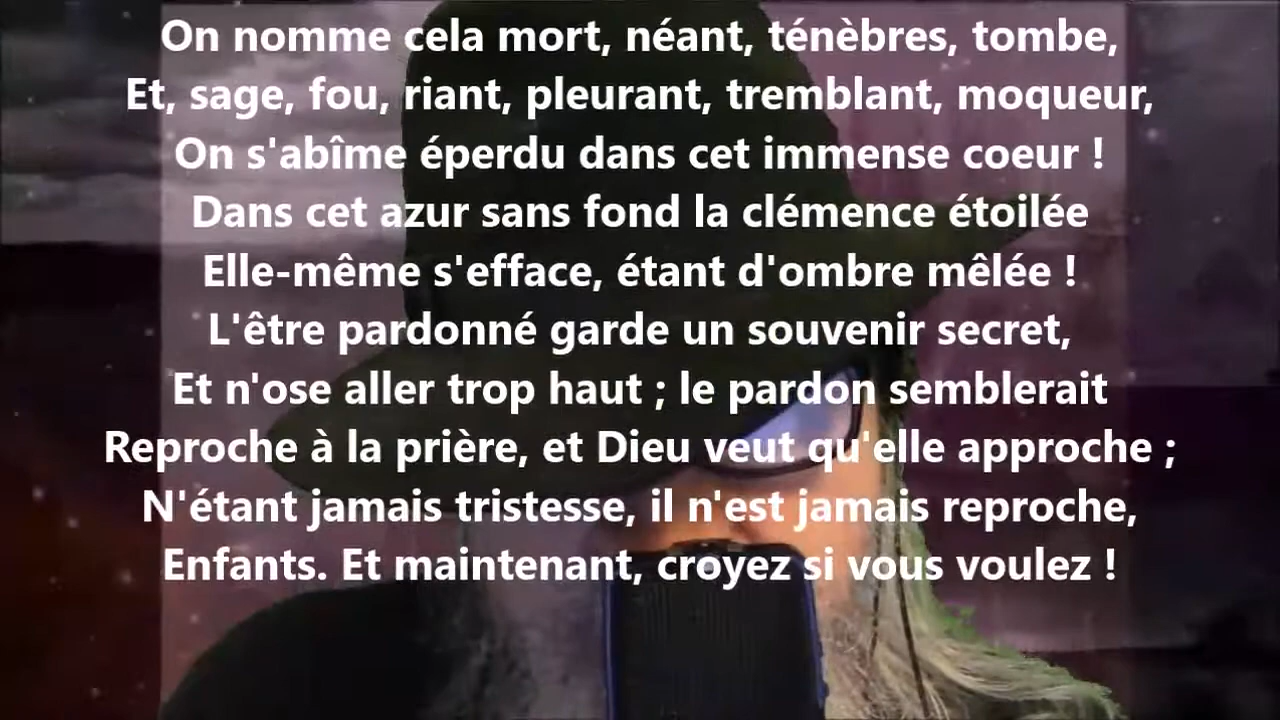 On nomme cela mort, néant, ténèbres, tombe,
Et, sage, fou, riant, pleurant, tremblant, moqueur,
On s'abîme éperdu dans cet immense coeur !
Dans cet azur sans fond la clémence étoilée
Elle-même s'efface, étant d'ombre mêlée !
L'être pardonné garde un souvenir secret,
Et n'ose aller trop haut ; le pardon semblerait
Reproche à la prière, et Dieu veut qu'elle approche ;
N'étant jamais tristesse, il n'est jamais reproche,
Enfants. Et maintenant, croyez si vous voulez !